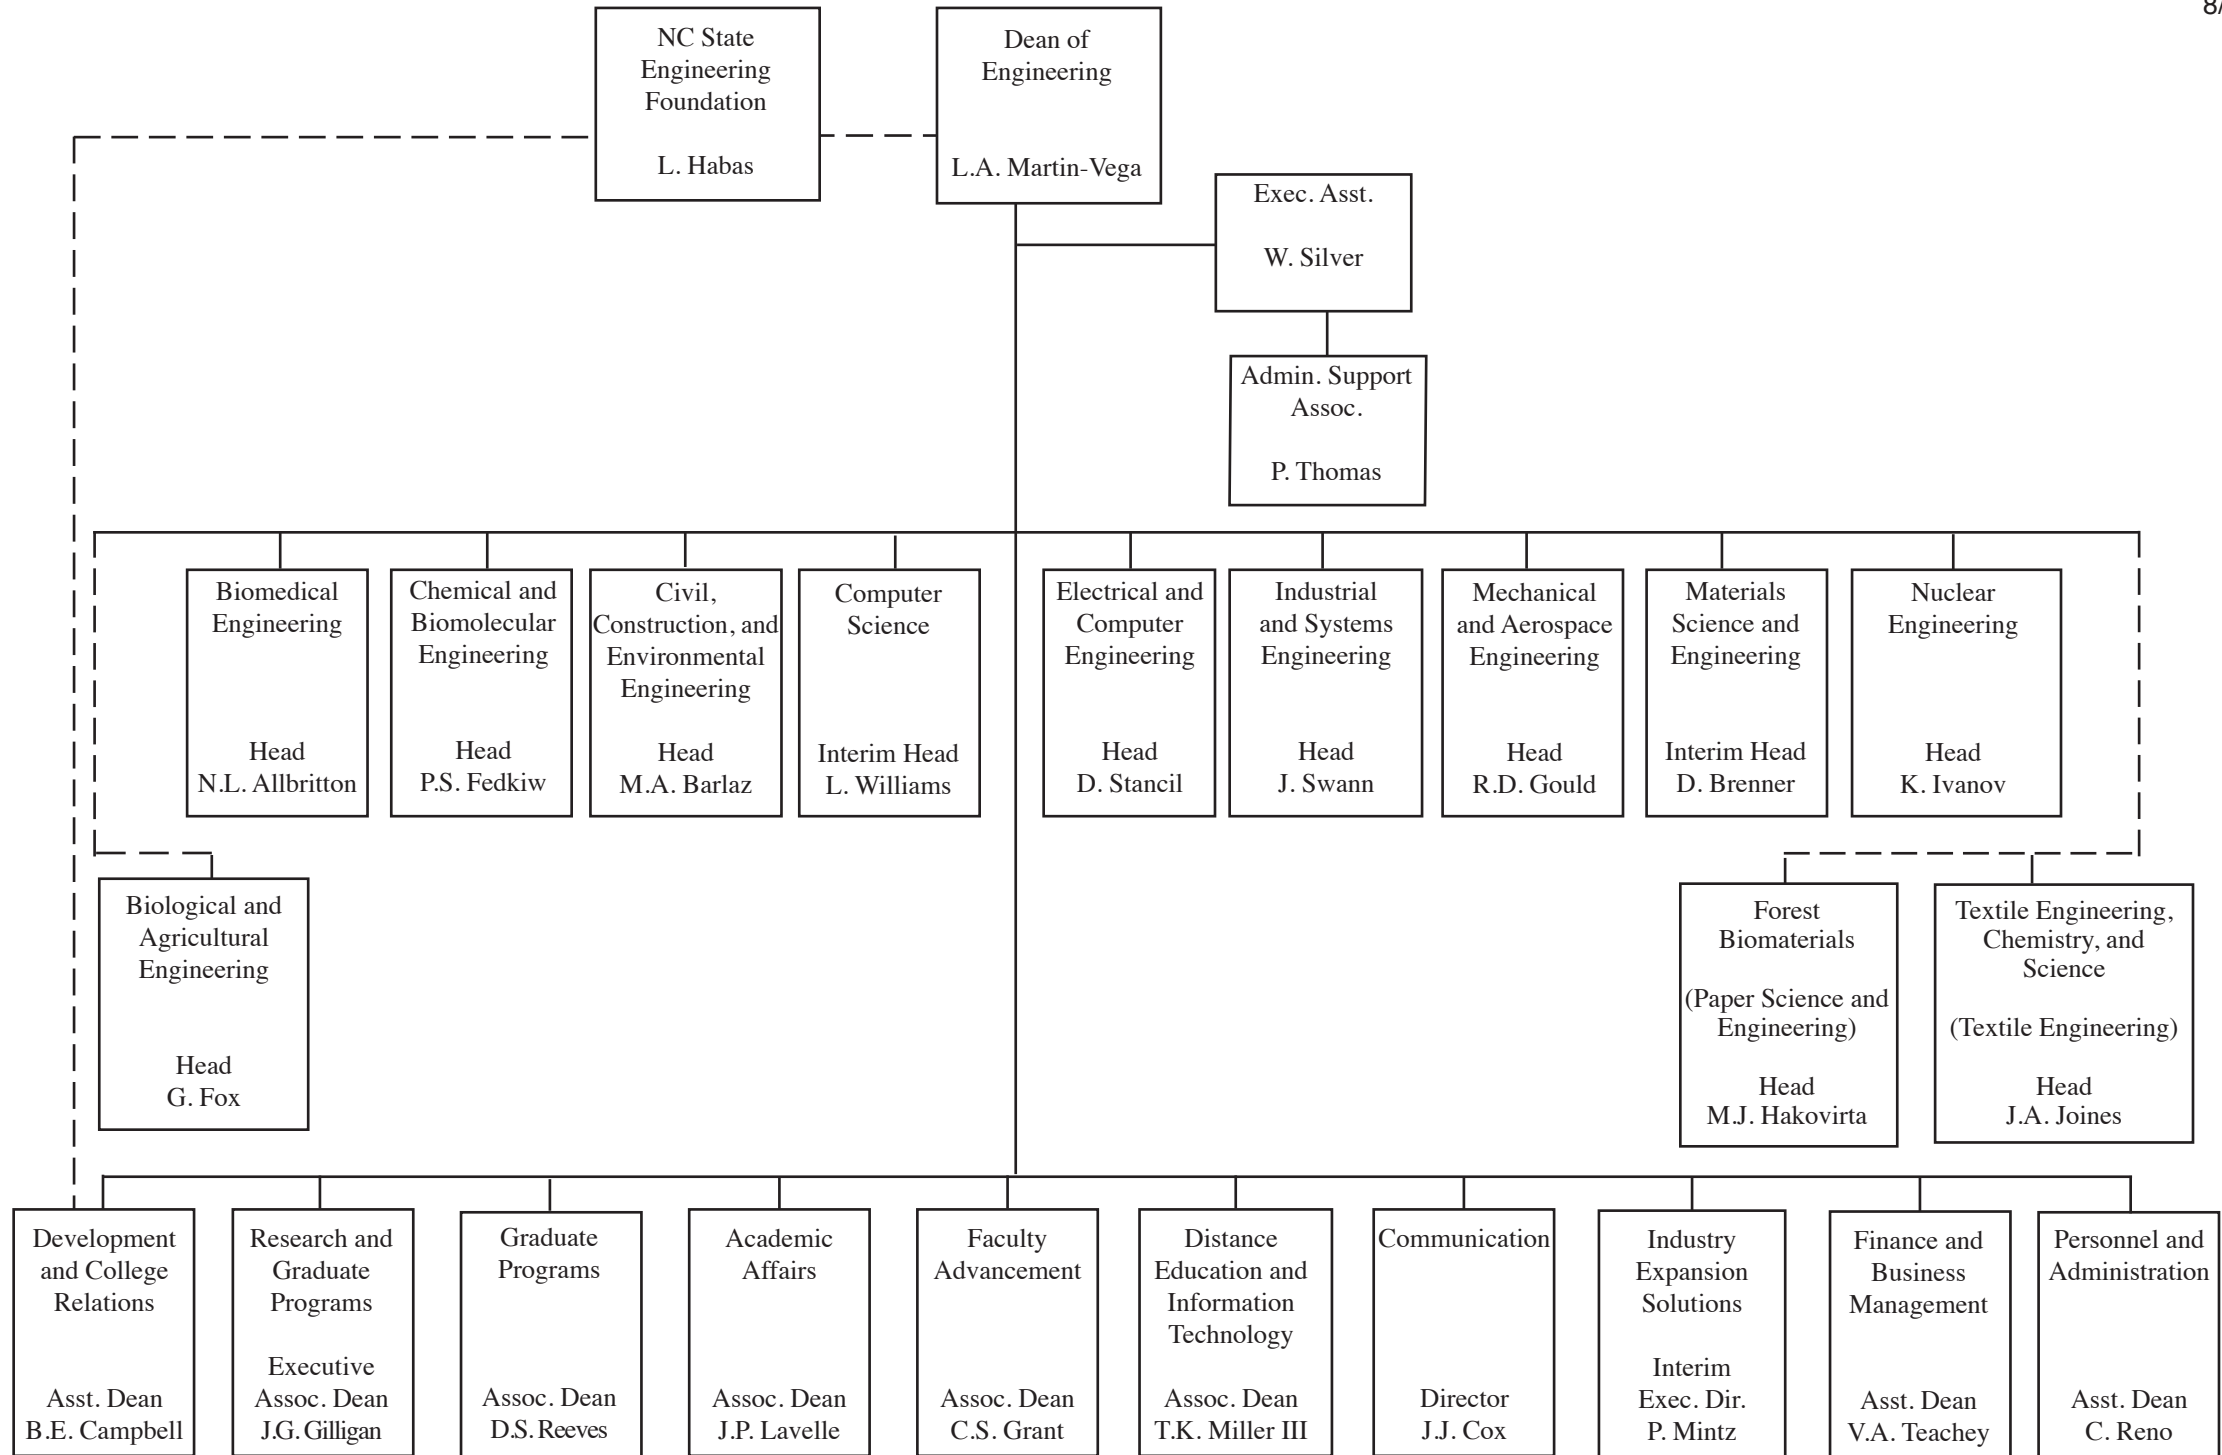 8/
NC State
Engineering
Foundation
L. Habas
Dean of
Engineering
L.A. Martin-Vega
Exec. Asst.
W. Silver
Admin. Support
Assoc.
P. Thomas
Biomedical
Engineering
Head
N.L. Allbritton
Chemical and
Biomolecular
Engineering
Head
P.S. Fedkiw
Civil,
Construction, and
Environmental
Engineering
Head
M.A. Barlaz
Computer
Science
Interim Head
L. Williams
Electrical and
Computer
Engineering
Head
D. Stancil
Industrial
and Systems
Engineering
Head
J. Swann
Mechanical
and Aerospace
Engineering
Head
R.D. Gould
Materials
Science and
Engineering
Interim Head
D. Brenner
Nuclear
Engineering
Head
K. Ivanov
Biological and
Agricultural
Engineering
Head
G. Fox
Forest
Biomaterials
(Paper Science and
Engineering)
Head
M.J. Hakovirta
Textile Engineering,
Chemistry, and
Science
(Textile Engineering)
Head
J.A. Joines
Development
and College
Relations
Asst. Dean
B.E. Campbell
Research and
Graduate
Programs
Executive
Assoc. Dean
J.G. Gilligan
Graduate
Programs
Assoc. Dean
D.S. Reeves
Academic
Affairs
Assoc. Dean
J.P. Lavelle
Faculty
Advancement
Assoc. Dean
C.S. Grant
Distance
Education and
Information
Technology
Assoc. Dean
T.K. Miller III
Communication
Director
J.J. Cox
Industry
Expansion
Solutions
Interim
Exec. Dir.
P. Mintz
Finance and
Business
Management
Asst. Dean
V.A. Teachey
Personnel and
Administration
Asst. Dean
C. Reno